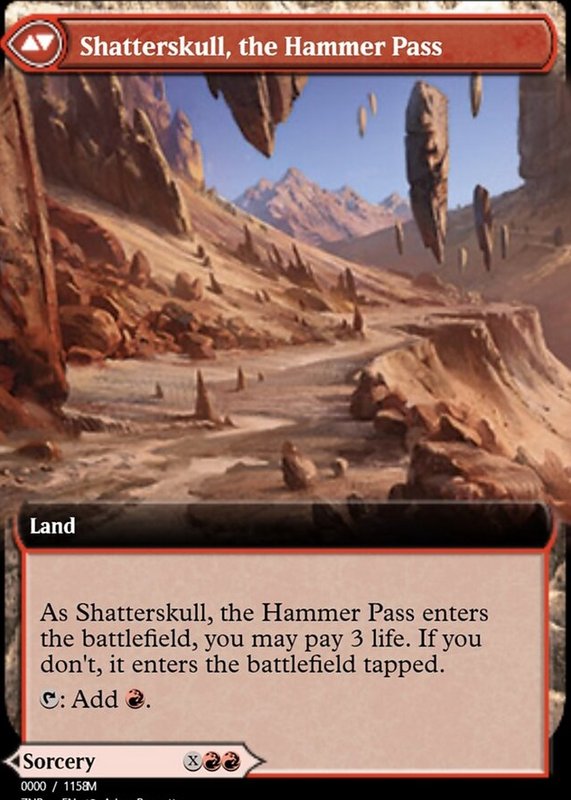 Shatterskull, the Hammer Pass
Land
As Shatterskull, the Hammer Pass enters
the battlefield, you may pay 3 life. If you
don't, it enters the battlefield tapped.
: Add .
Sorcery X
0000 / 1158M